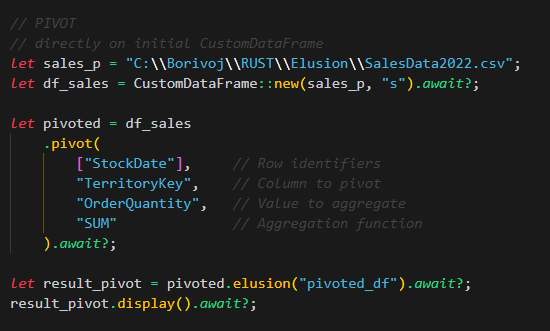 // PIVOT
// directly on initial CustomDataFrame
let sales_p = "C:\\Borivoj\\RUST\\Elusion\\SalesData2022.csv";
let df_sales = CustomDataFrame::new(sales_p, "s").await?;
let pivoted = df_sales
    .pivot(
        ["StockDate"],     // Row identifiers
        "TerritoryKey",    // Column to pivot
        "OrderQuantity",   // Value to aggregate
        "SUM"              // Aggregation function
    ).await?;
let result_pivot = pivoted.elusion("pivoted_df").await?;
result_pivot.display().await?;